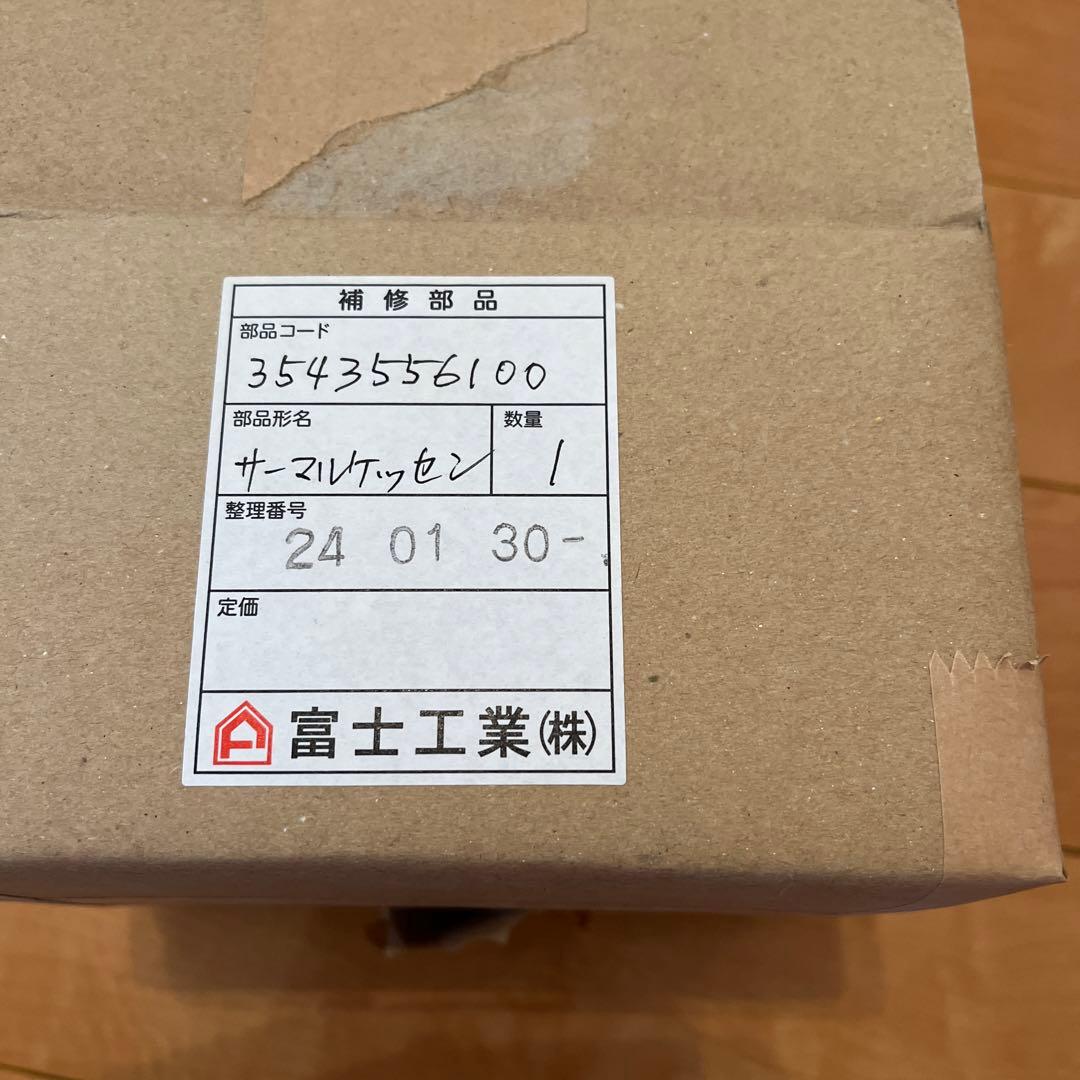 補修部品
部品コード
3543556100
部品形名
数量
サーマルケッセン
1
整理番号
24 01 30-
定価
富士工業(株)